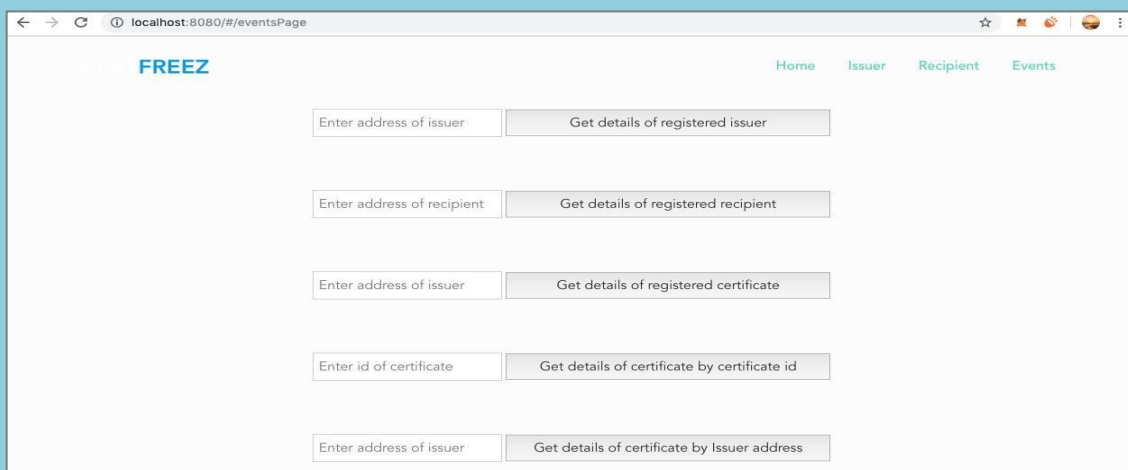 localhost:8080/#/eventsPage
FREEZ Home Issuer Recipient Events
Enter address of issuer Get details of registered issuer
Enter address of recipient Get details of registered recipient
Enter address of issuer Get details of registered certificate
Enter id of certificate Get details of certificate by certificate id
Enter address of issuer Get details of certificate by Issuer address